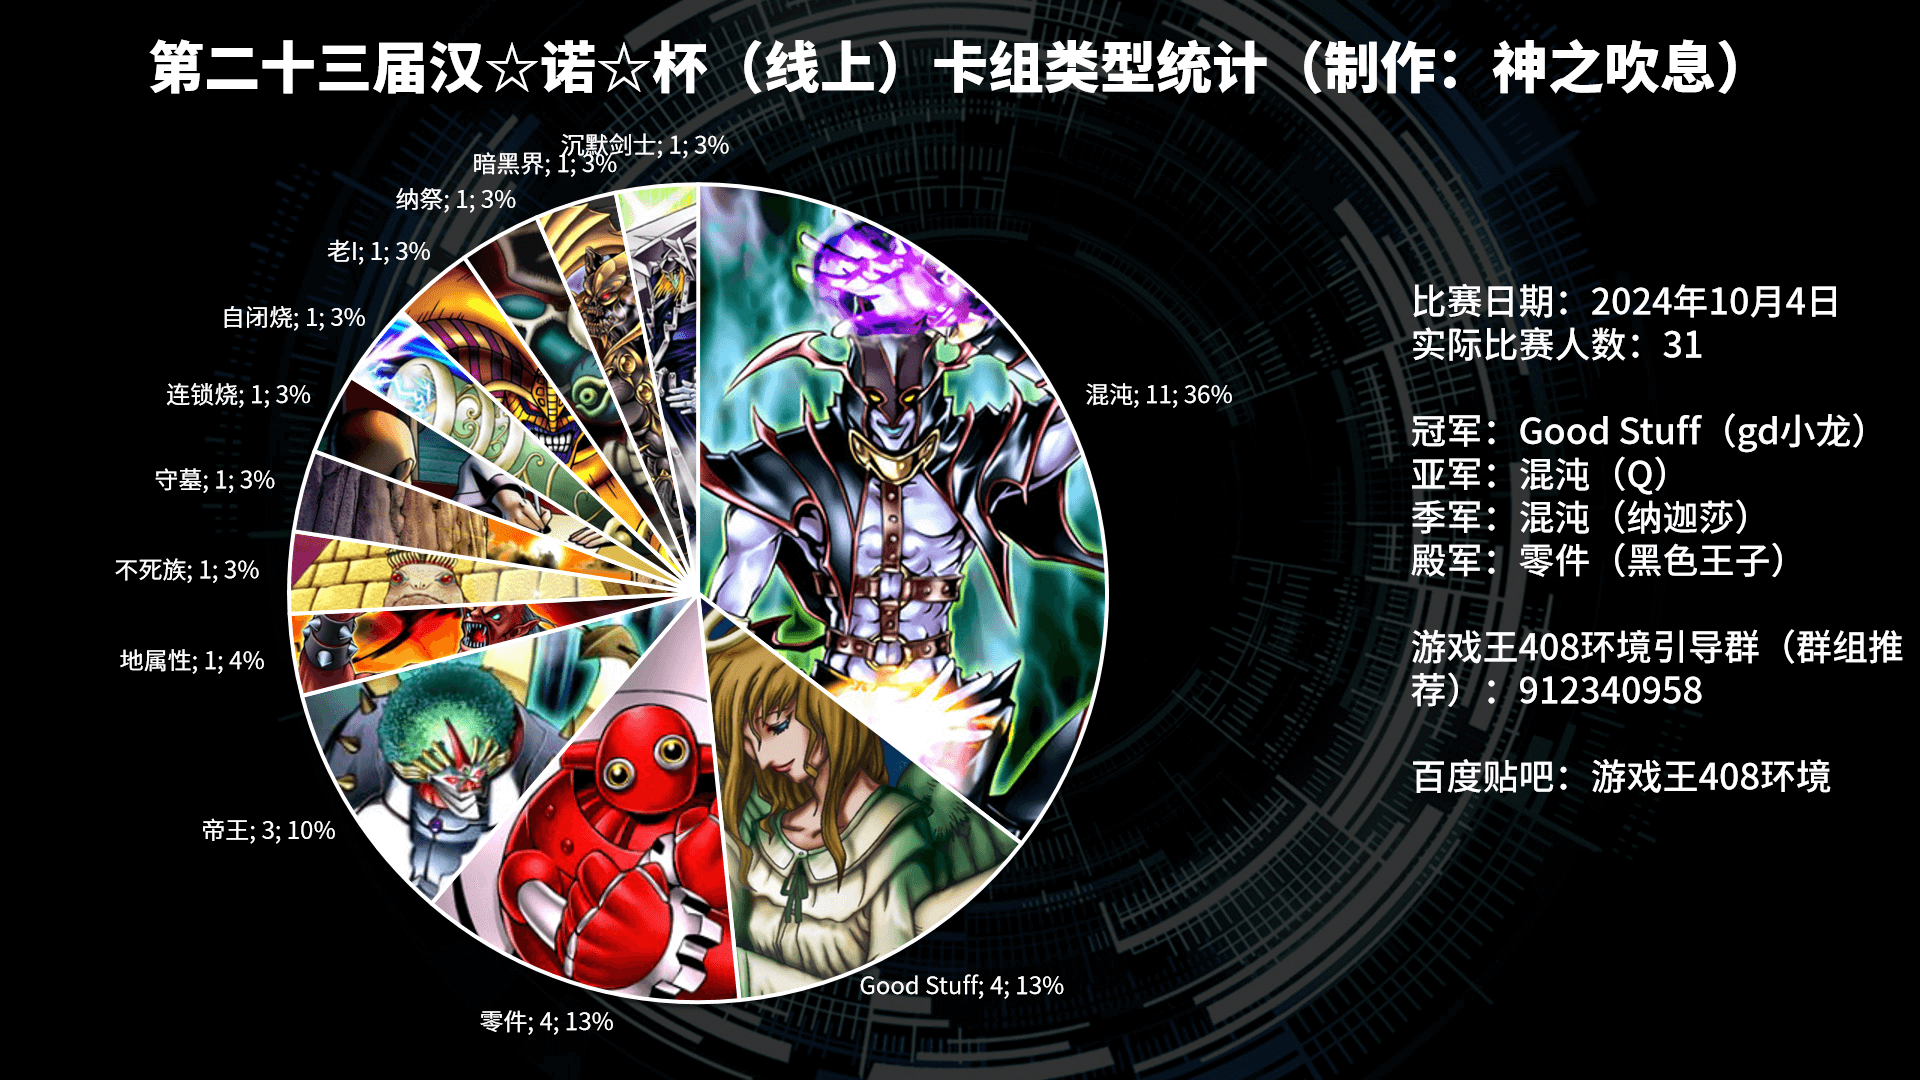 第二十三届汉☆诺☆杯（线上）卡组类型统计（制作：神之吹息）
沉默剑士; 1; 3%
暗黑界; 1; 3%
纳祭; 1; 3%
老I; 1; 3%
自闭烧; 1; 3%
连锁烧; 1; 3%
守墓; 1; 3%
不死族; 1; 3%
地属性; 1; 4%
帝王; 3; 10%
零件; 4; 13%
Good Stuff; 4; 13%
混沌; 11; 36%
比赛日期：2024年10月4日
实际比赛人数：31
冠军：Good Stuff（gd小龙）
亚军：混沌（Q）
季军：混沌（纳迦莎）
殿军：零件（黑色王子）
游戏王408环境引导群（群组推
荐）：912340958
百度贴吧：游戏王408环境